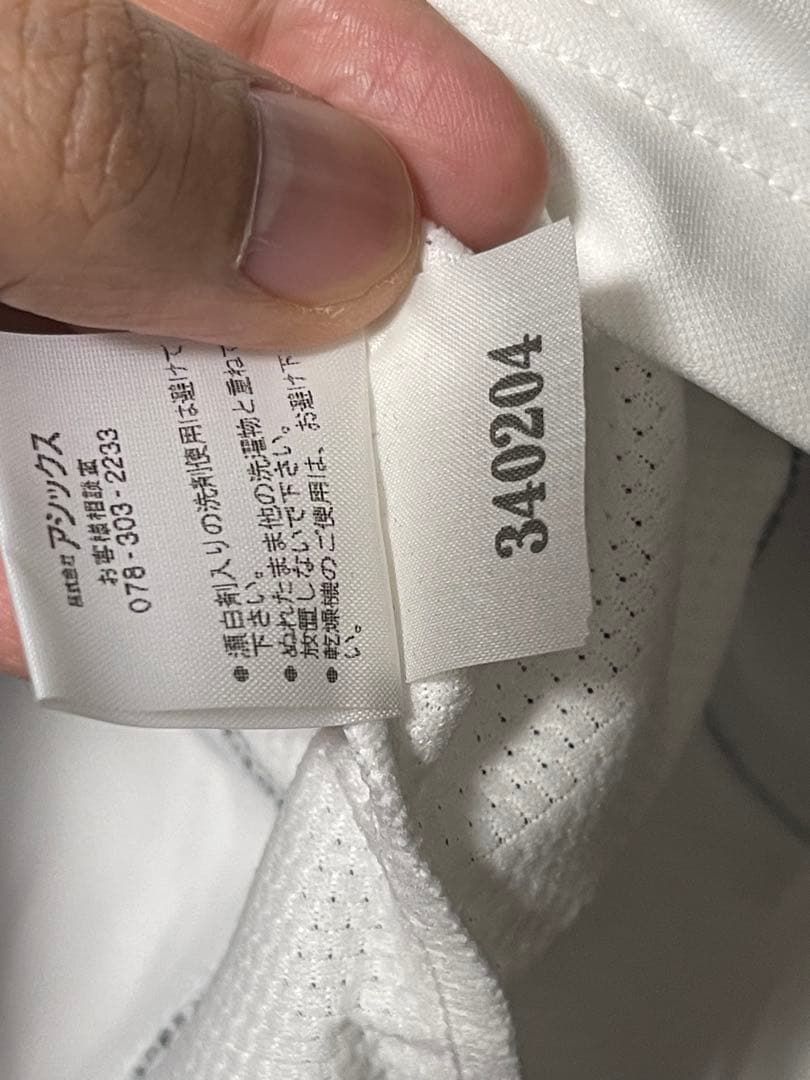 株式会社 アシックス
お客様相談室
078-303-2233
●漂白剤入りの洗剤使用は避けて
下さい。
●ぬれたまま他の洗濯物と重ねて
放置しないで下さい。
●乾燥機のご使用は、お避け下
い。
340204